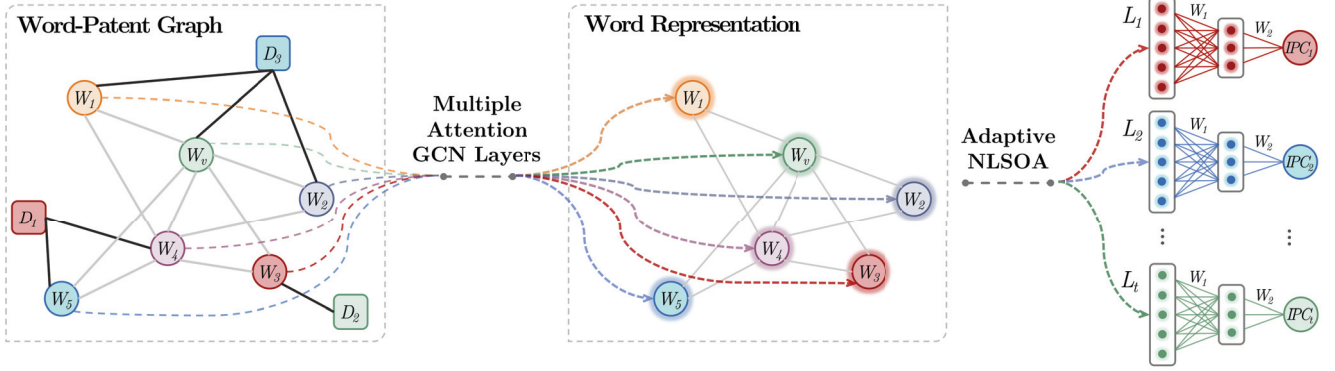 Word-Patent Graph
D3
W1
Wv
W2
D1
W4
W3
W5
D2
Multiple
Attention
GCN Layers
Word Representation
W1
Wv
W2
W4
W3
W5
Adaptive
NLSOA
L1
W1
W2
IPC1
L2
W1
W2
IPC2
Lt
W1
W2
IPCt